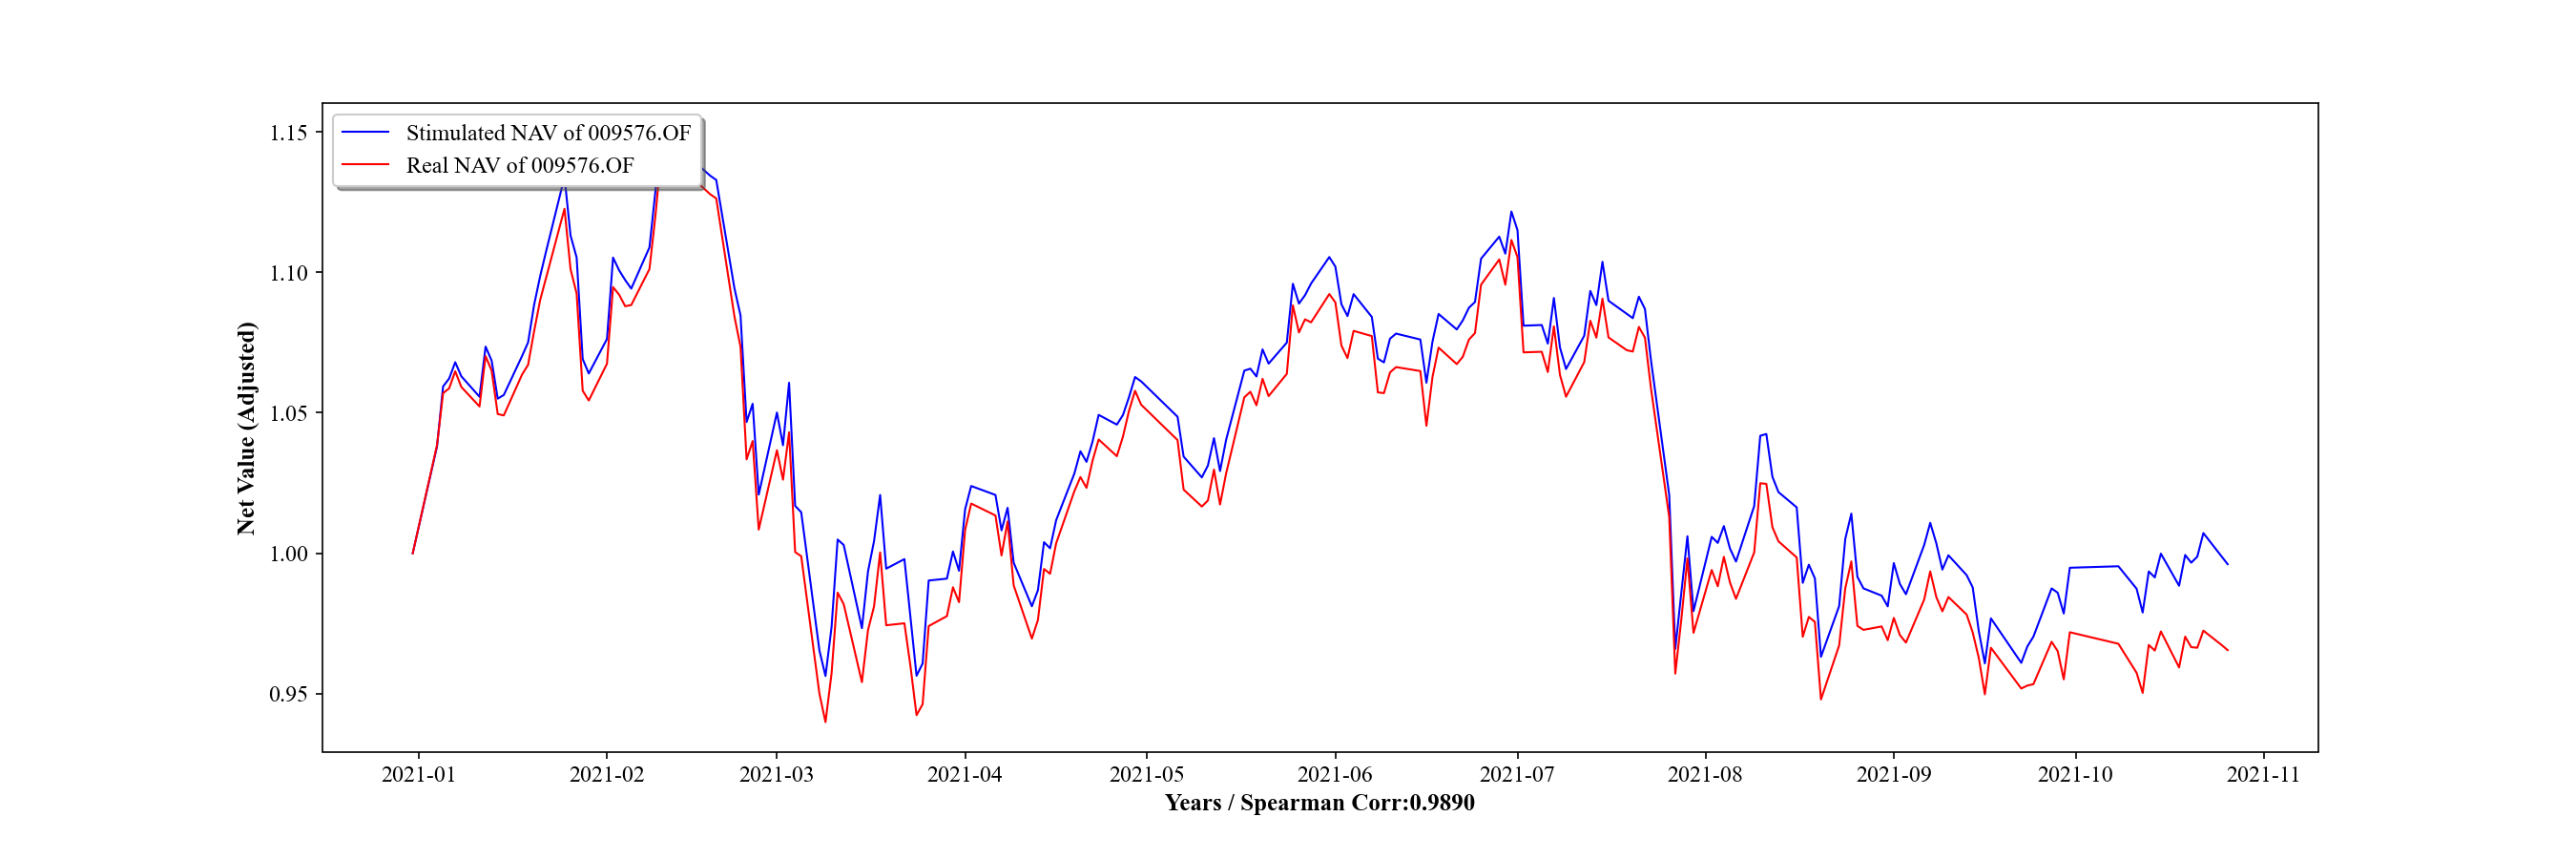 Stimulated NAV of 009576.OF
Real NAV of 009576.OF
Net Value (Adjusted)
1.15
1.10
1.05
1.00
0.95
2021-01 2021-02 2021-03 2021-04 2021-05 2021-06 2021-07 2021-08 2021-09 2021-10 2021-11
Years / Spearman Corr:0.9890